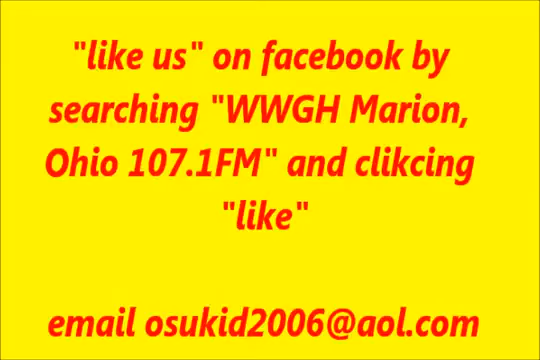 "like us" on facebook by
searching "WWGH Marion,
Ohio 107.1FM" and clikcing
"like"
email osukid2006@aol.com